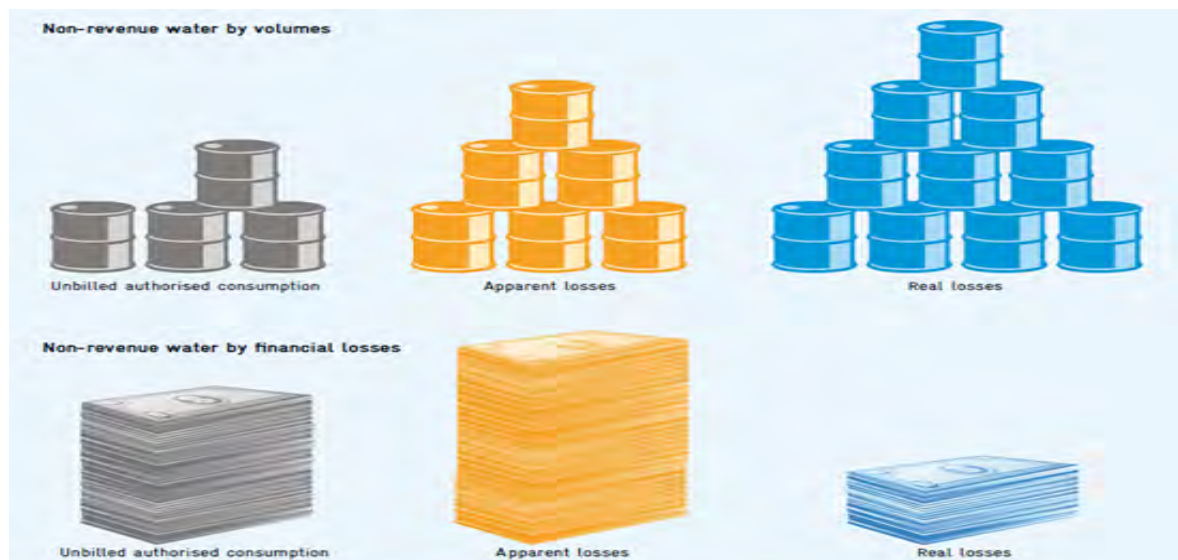 Non-revenue water by volumes
Unbilled authorised consumption
Apparent losses
Real losses
Non-revenue water by financial losses
Unbilled authorised consumption
Apparent losses
Real losses